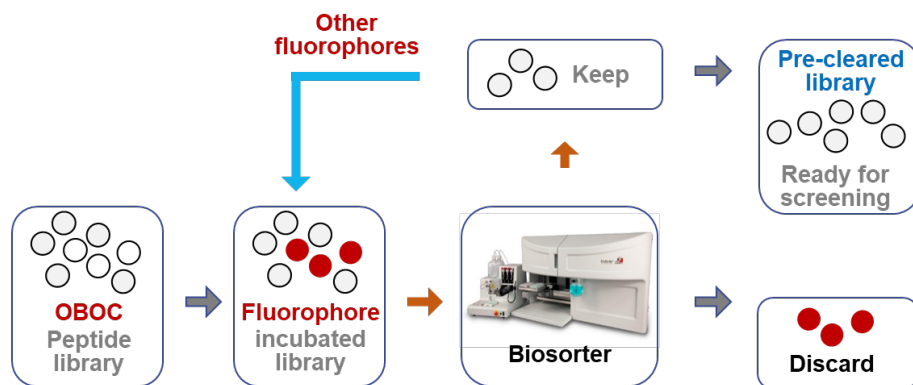 Other
fluorophores
Keep
Pre-cleared
library
Ready for
screening
OBOC
Peptide
library
Fluorophore
incubated
library
Biosorter
Discard